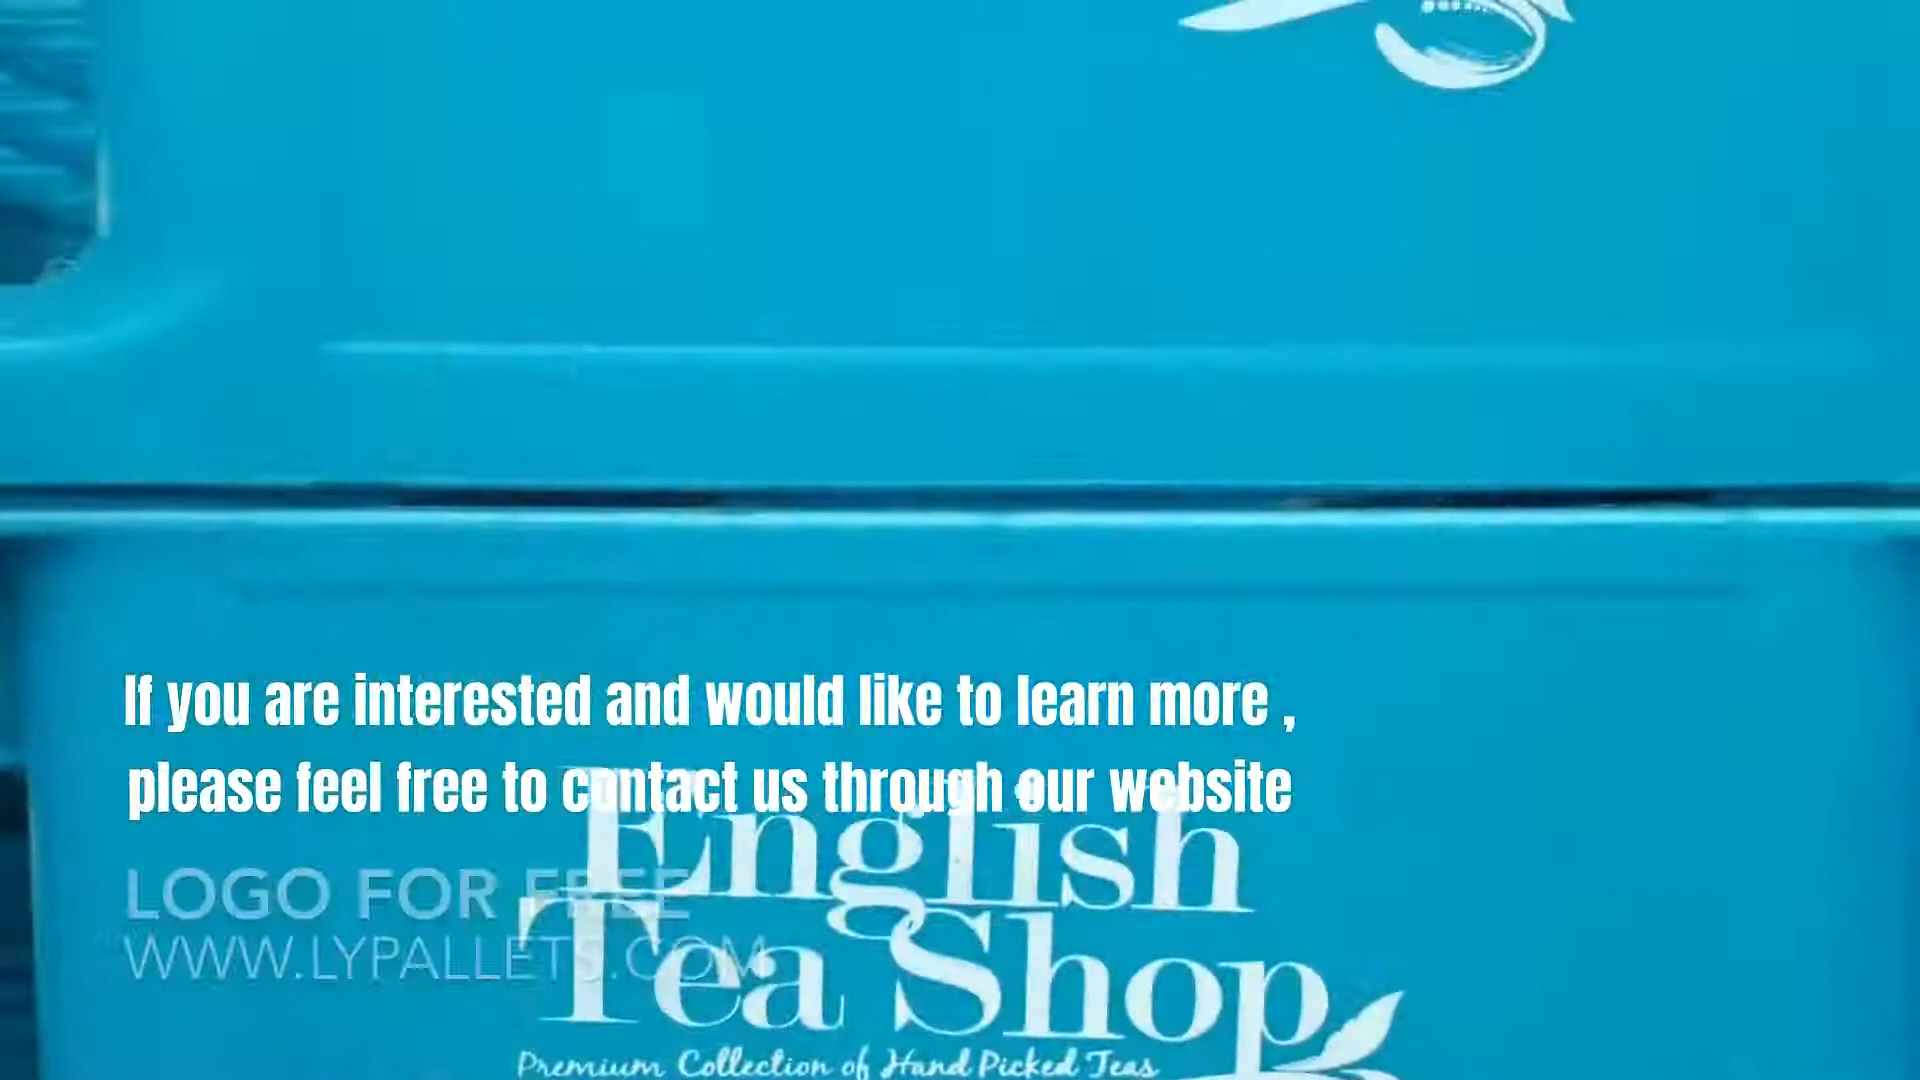 If you are interested and would like to learn more ,
please feel free to contact us through our website
LOGO FOR FREE
WWW.LYPALLETS.COM
English
Tea Shop
Premium Collection of Hand Picked Teas